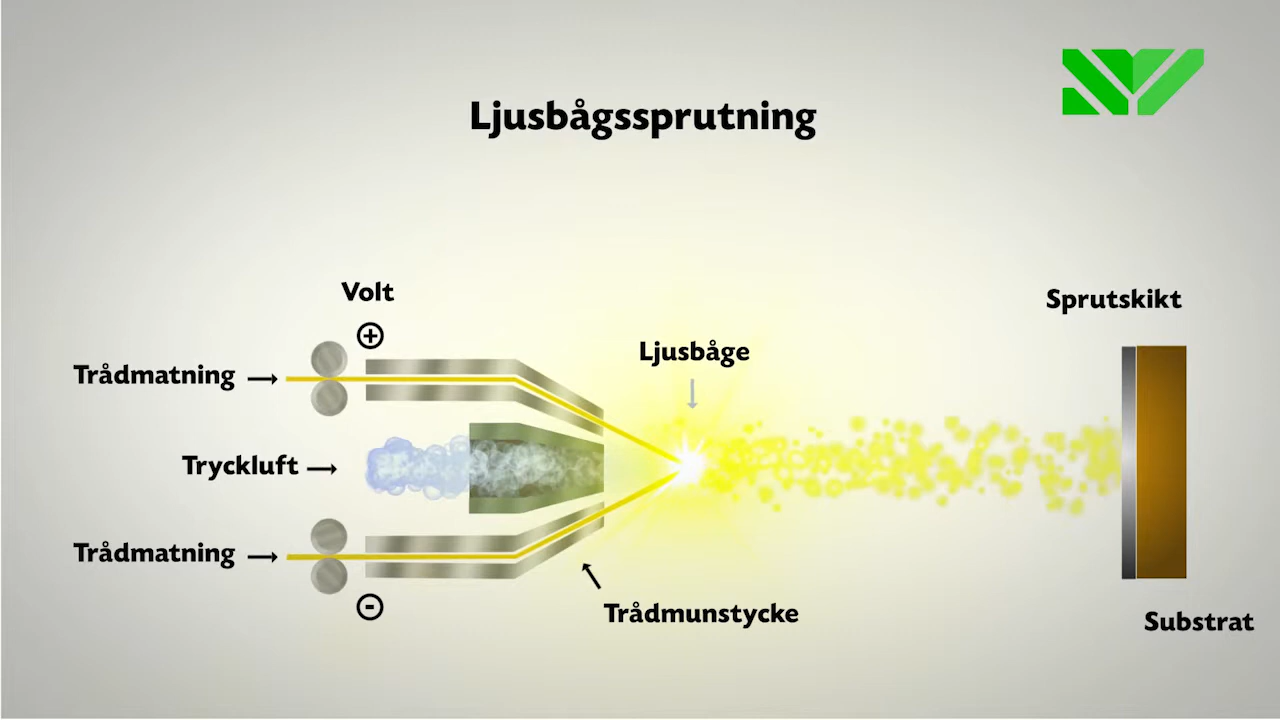 Ljusbågssprutning
Volt
+
Sprutskikt
Ljusbåge
Trådmatning
Tryckluft
Trådmatning
-
Trådmunstycke
Substrat